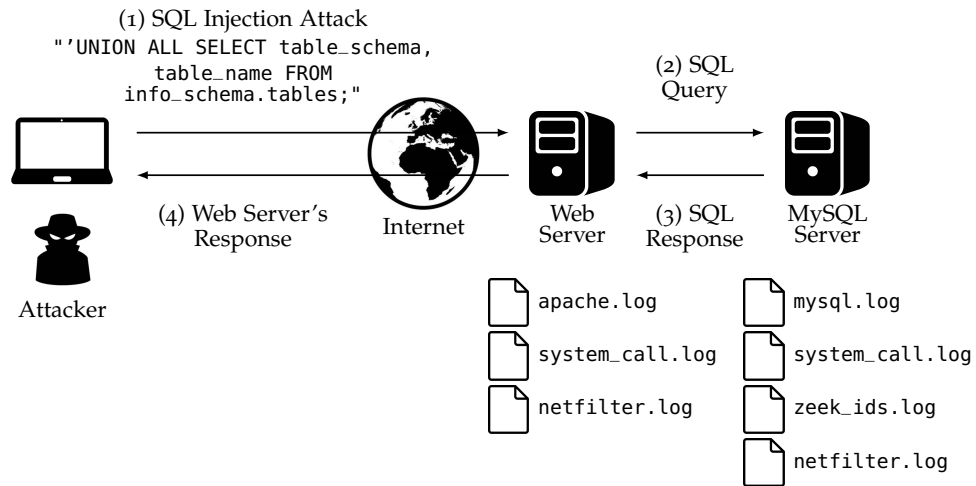 (1) SQL Injection Attack
"’UNION ALL SELECT table_schema,
table_name FROM
info_schema.tables;"
(2) SQL
Query
(4) Web Server’s
Response
Internet
Web
Server
(3) SQL
Response
MySQL
Server
Attacker
apache.log
mysql.log
system_call.log
system_call.log
netfilter.log
zeek_ids.log
netfilter.log